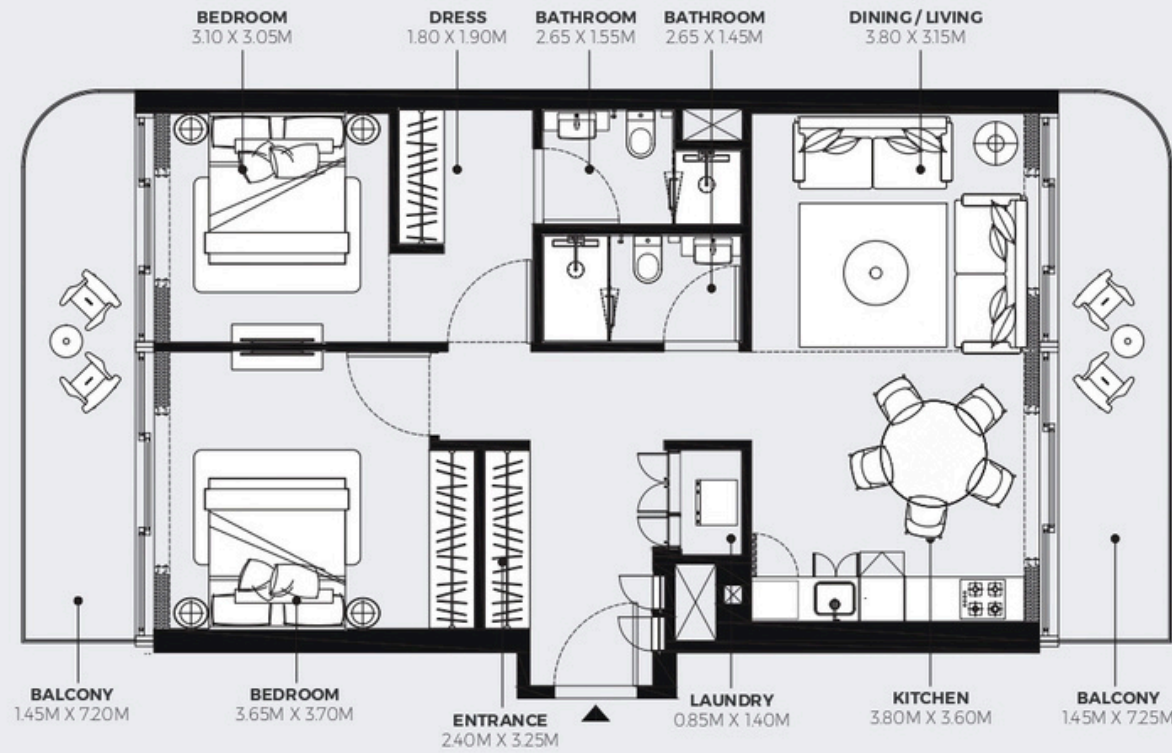 BEDROOM
3.10 X 3.05M
DRESS
1.80 X 1.90M
BATHROOM
2.65 X 1.55M
BATHROOM
2.65 X 1.45M
DINING / LIVING
3.80 X 3.15M
BALCONY
1.45M X 7.20M
BEDROOM
3.65M X 3.70M
ENTRANCE
2.40M X 3.25M
LAUNDRY
0.85M X 1.40M
KITCHEN
3.80M X 3.60M
BALCONY
1.45M X 7.25M